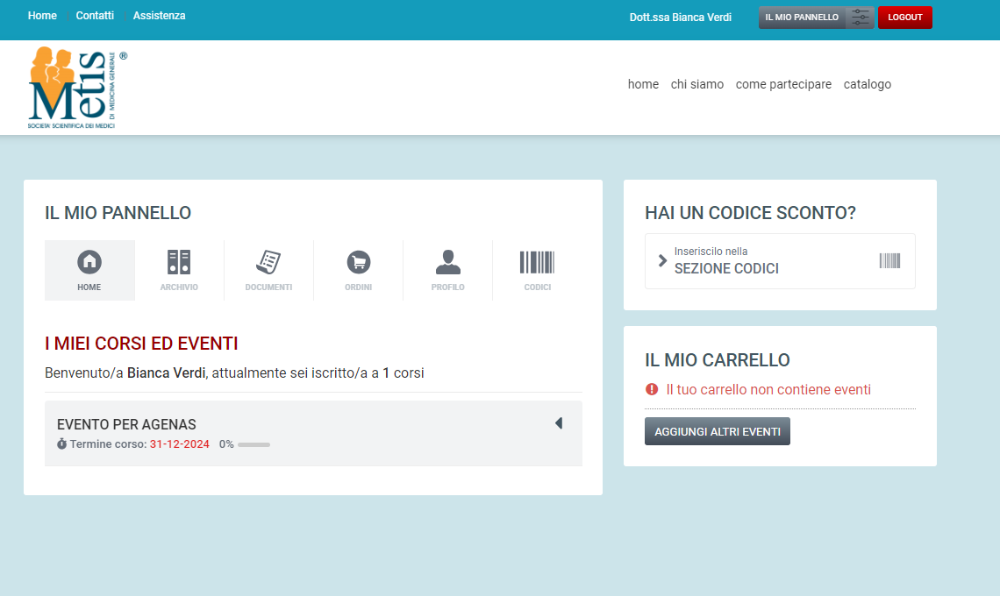 Home Contatti Assistenza
Dott.ssa Bianca Verdi
IL MIO PANNELLO
LOGOUT
Metis ®
DI MEDICINA GENERALE
SOCIETA' SCIENTIFICA DEI MEDICI
home chi siamo come partecipare catalogo
IL MIO PANNELLO
HOME ARCHIVIO DOCUMENTI ORDINI PROFILO CODICI
I MIEI CORSI ED EVENTI
Benvenuto/a Bianca Verdi, attualmente sei iscritto/a a 1 corsi
EVENTO PER AGENAS
Termine corso: 31-12-2024 0%
HAI UN CODICE SCONTO?
Inseriscilo nella
SEZIONE CODICI
IL MIO CARRELLO
Il tuo carrello non contiene eventi
AGGIUNGI ALTRI EVENTI